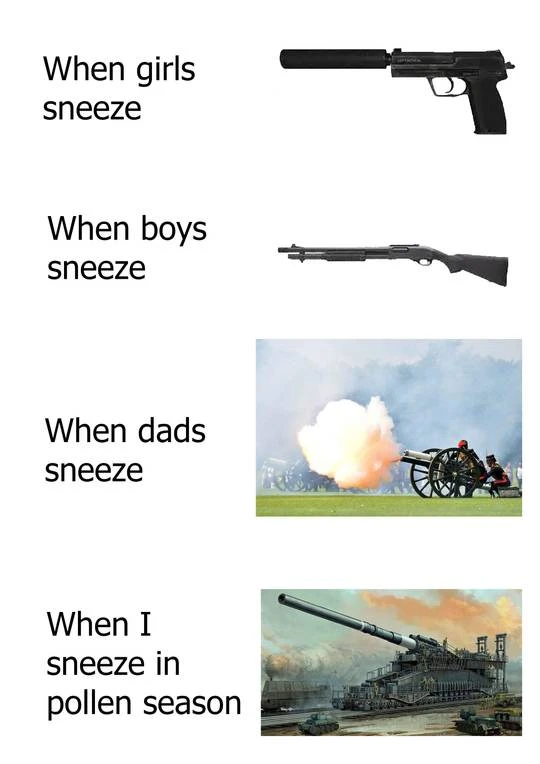 When girls
sneeze
When boys
sneeze
When dads
sneeze
When I
sneeze in
pollen season